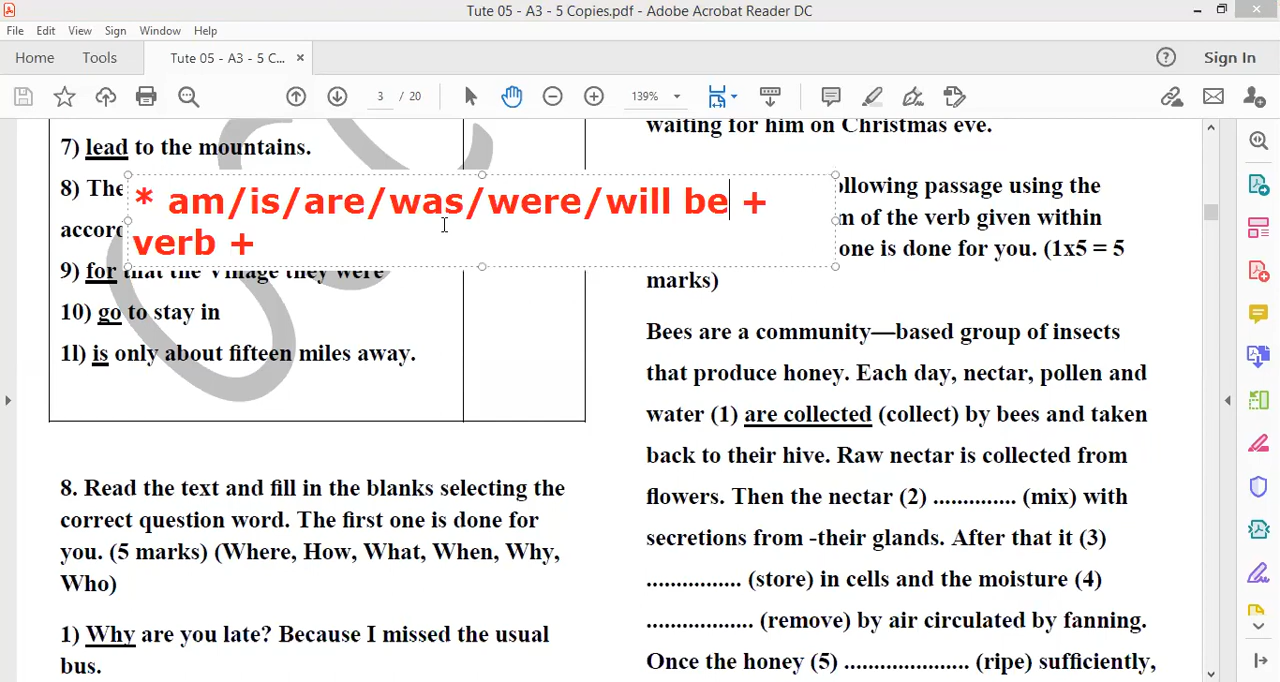 Tute 05 - A3 - 5 Copies.pdf - Adobe Acrobat Reader DC
File Edit View Sign Window Help
Home Tools Tute 05 - A3 - 5 C... × Sign In
3 / 20 139%
7) lead to the mountains.
8) The
accord
9) for that the Village they were
10) go to stay in
1l) is only about fifteen miles away.
* am/is/are/was/were/will be +
verb +
8. Read the text and fill in the blanks selecting the
correct question word. The first one is done for
you. (5 marks) (Where, How, What, When, Why,
Who)
1) Why are you late? Because I missed the usual
bus.
waiting for him on Christmas eve.
llowing passage using the
m of the verb given within
one is done for you. (1x5 = 5
marks)
Bees are a community—based group of insects
that produce honey. Each day, nectar, pollen and
water (1) are collected (collect) by bees and taken
back to their hive. Raw nectar is collected from
flowers. Then the nectar (2) .............. (mix) with
secretions from -their glands. After that it (3)
................ (store) in cells and the moisture (4)
.................. (remove) by air circulated by fanning.
Once the honey (5) ..................... (ripe) sufficiently,